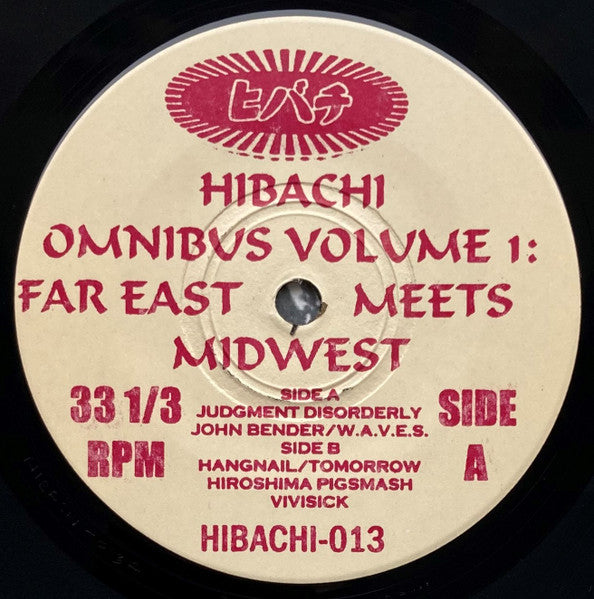 ヒバチ
HIBACHI
OMNIBUS VOLUME 1:
FAR EAST MEETS
MIDWEST
33 1/3
RPM
SIDE A
JUDGMENT DISORDERLY
JOHN BENDER/W.A.V.E.S.
SIDE B
HANGNAIL/TOMORROW
HIROSHIMA PIGSMASH
VIVISICK
SIDE
A
HIBACHI-013